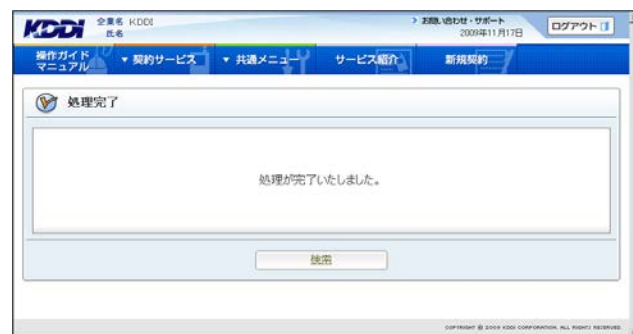 KDDI
企業名 KDDI
氏名
お問い合わせ・サポート
2009年11月17日
ログアウト
操作ガイド
マニュアル
契約サービス
共通メニュー
サービス紹介
新規契約
処理完了
処理が完了いたしました。
検索
COPYRIGHT © 2009 KDDI CORPORATION. ALL RIGHTS RESERVED.